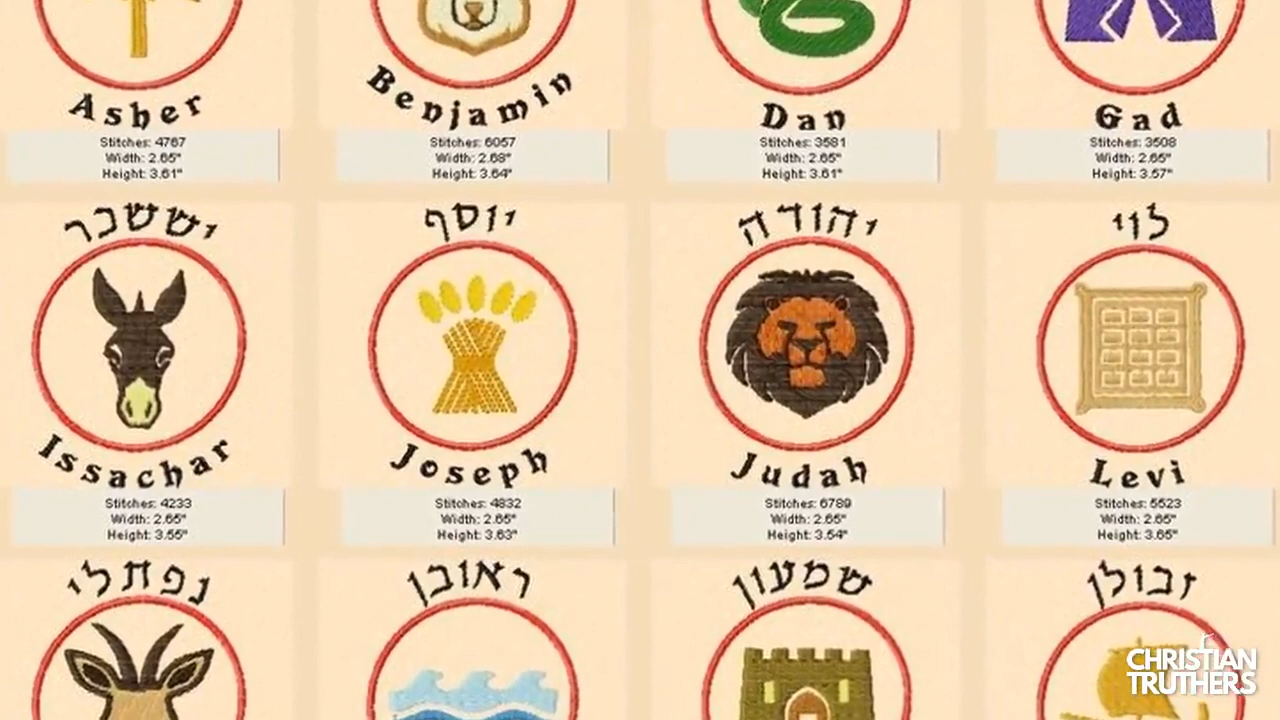 Asher
Benjamin
Dan
Gad
Stitches: 4767
Width: 2.65"
Height: 3.61"
Stitches: 6057
Width: 2.68"
Height: 3.64"
Stitches: 3581
Width: 2.65"
Height: 3.61"
Stitches: 3508
Width: 2.65"
Height: 3.57"
יששכר
יוסף
יהודה
לוי
Issachar
Joseph
Judah
Levi
Stitches: 4233
Width: 2.65"
Height: 3.55"
Stitches: 4832
Width: 2.65"
Height: 3.63"
Stitches: 6789
Width: 2.65"
Height: 3.54"
Stitches: 5523
Width: 2.65"
Height: 3.65"
נפתלי
ראובן
שמעון
זבולן
CHRISTIAN
TRUTHERS